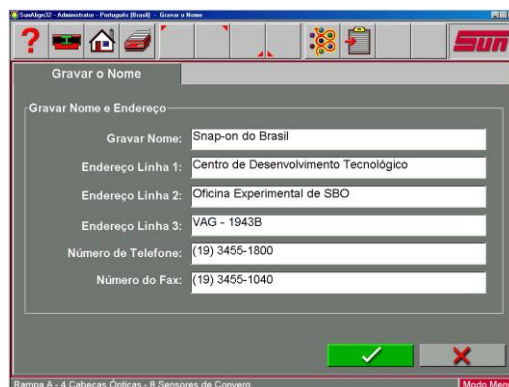 SunAlign32 - Administrator - Português (Brasil) - Gravar o Nome
?
sun
Gravar o Nome
Gravar Nome e Endereço
Gravar Nome: Snap-on do Brasil
Endereço Linha 1: Centro de Desenvolvimento Tecnológico
Endereço Linha 2: Oficina Experimental de SBO
Endereço Linha 3: VAG - 1943B
Número de Telefone: (19) 3455-1800
Número do Fax: (19) 3455-1040
Rampa A - 4 Cabeças Ópticas - 8 Sensores de Converg. Modo Menu